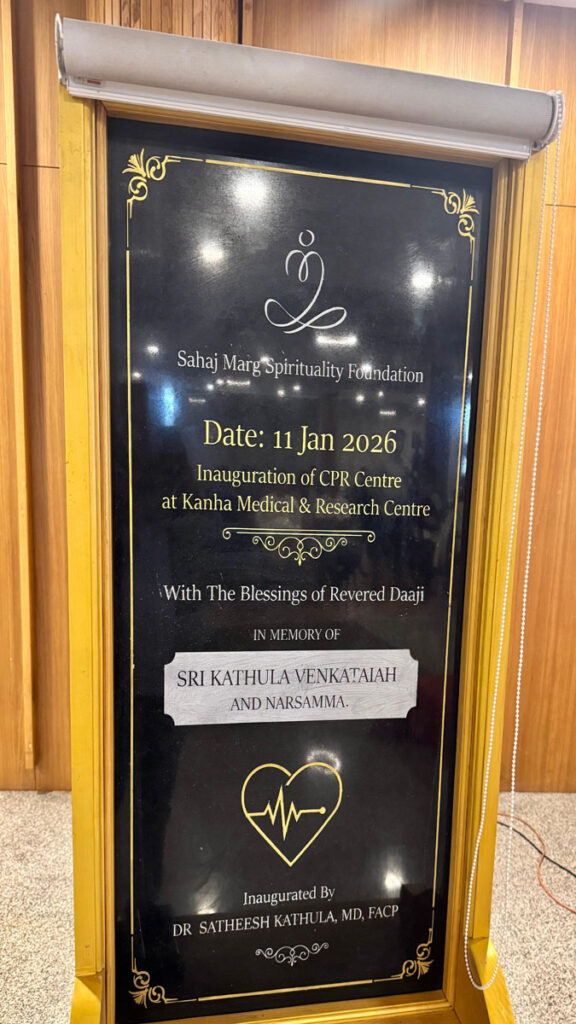 Sahaj Marg Spirituality Foundation
Date: 11 Jan 2026
Inauguration of CPR Centre
at Kanha Medical & Research Centre
With The Blessings of Revered Daaji
IN MEMORY OF
SRI KATHULA VENKATAIAH
AND NARSAMMA.
Inaugurated By
DR SATHEESH KATHULA, MD, FACP